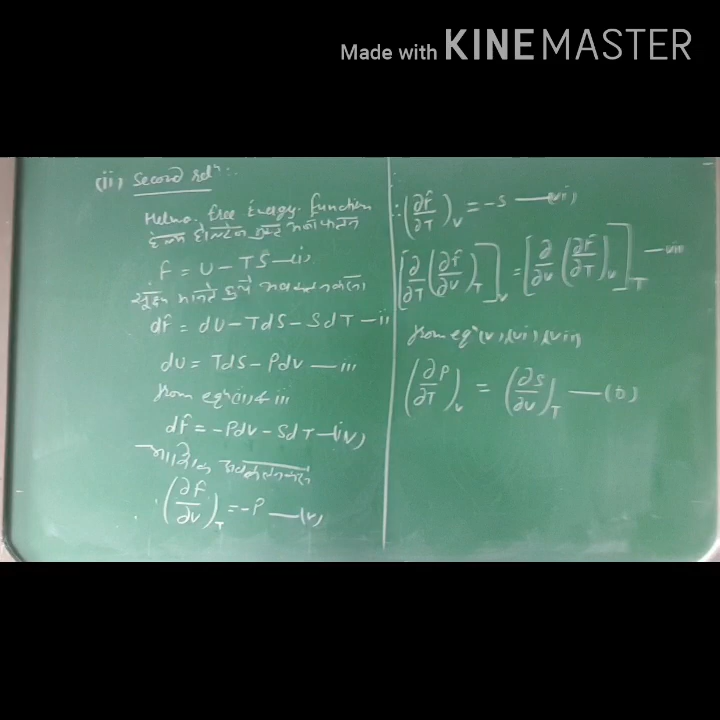 Made with KINEMASTER
(ii) Second relⁿ:-
Helmo. free Energy. function
F = U - TS —(i)
dF = dU - TdS - SdT — ii
dU = TdS - Pdv — iii
from eqⁿ (ii) & iii
dF = -Pdv - SdT —(iv)
आंशिक अवकलन करने
∴ (∂F/∂v)_T = -P —(v)
∴ (∂F/∂T)_v = -S —(vi)
[∂/∂T (∂F/∂v)_T]_v = [∂/∂v (∂F/∂T)_v]_T — vii
from eqⁿ (v), (vi), (vii)
(∂P/∂T)_v = (∂S/∂v)_T —(b)